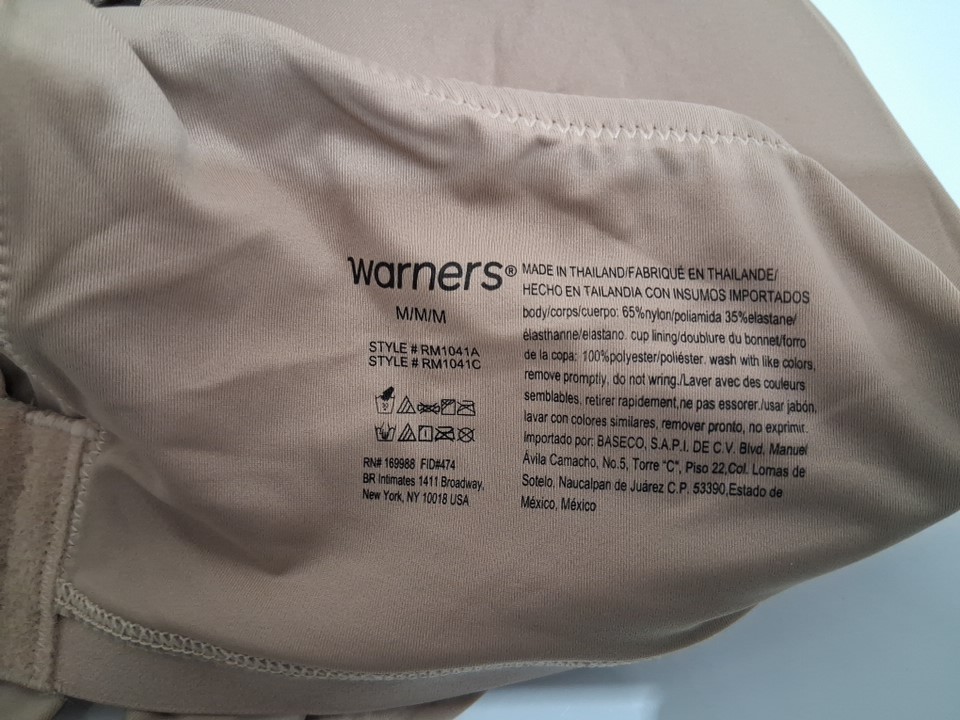 warners®
M/M/M
STYLE # RM1041A
STYLE # RM1041C
RN# 169988 FID#474
BR Intimates 1411 Broadway,
New York, NY 10018 USA
MADE IN THAILAND/FABRIQUÉ EN THAILANDE/
HECHO EN TAILANDIA CON INSUMOS IMPORTADOS
body/corps/cuerpo: 65%nylon/poliamida 35%elastane/
élasthanne/elastano. cup lining/doublure du bonnet/forro
de la copa: 100%polyester/poliéster. wash with like colors,
remove promptly, do not wring./Laver avec des couleurs
semblables, retirer rapidement,ne pas essorer./usar jabón,
lavar con colores similares, remover pronto, no exprimir.
Importado por: BASECO, S.A.P.I. DE C.V. Blvd. Manuel
Ávila Camacho, No.5, Torre "C", Piso 22,Col. Lomas de
Sotelo, Naucalpan de Juárez C.P. 53390,Estado de
México, México